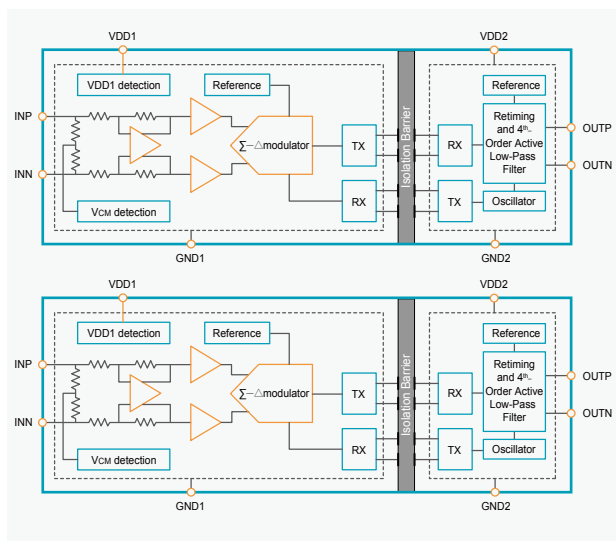 VDD1
VDD2
VDD1 detection
Reference
Reference
INP
OUTP
Retiming
and 4th-
Order Active
Low-Pass
Filter
∑–△modulator
TX
RX
Isolation Barrier
OUTN
INN
RX
TX
Oscillator
VCM detection
GND1
GND2
VDD1
VDD2
VDD1 detection
Reference
Reference
INP
OUTP
Retiming
and 4th-
Order Active
Low-Pass
Filter
∑–△modulator
TX
RX
Isolation Barrier
OUTN
INN
RX
TX
Oscillator
VCM detection
GND1
GND2